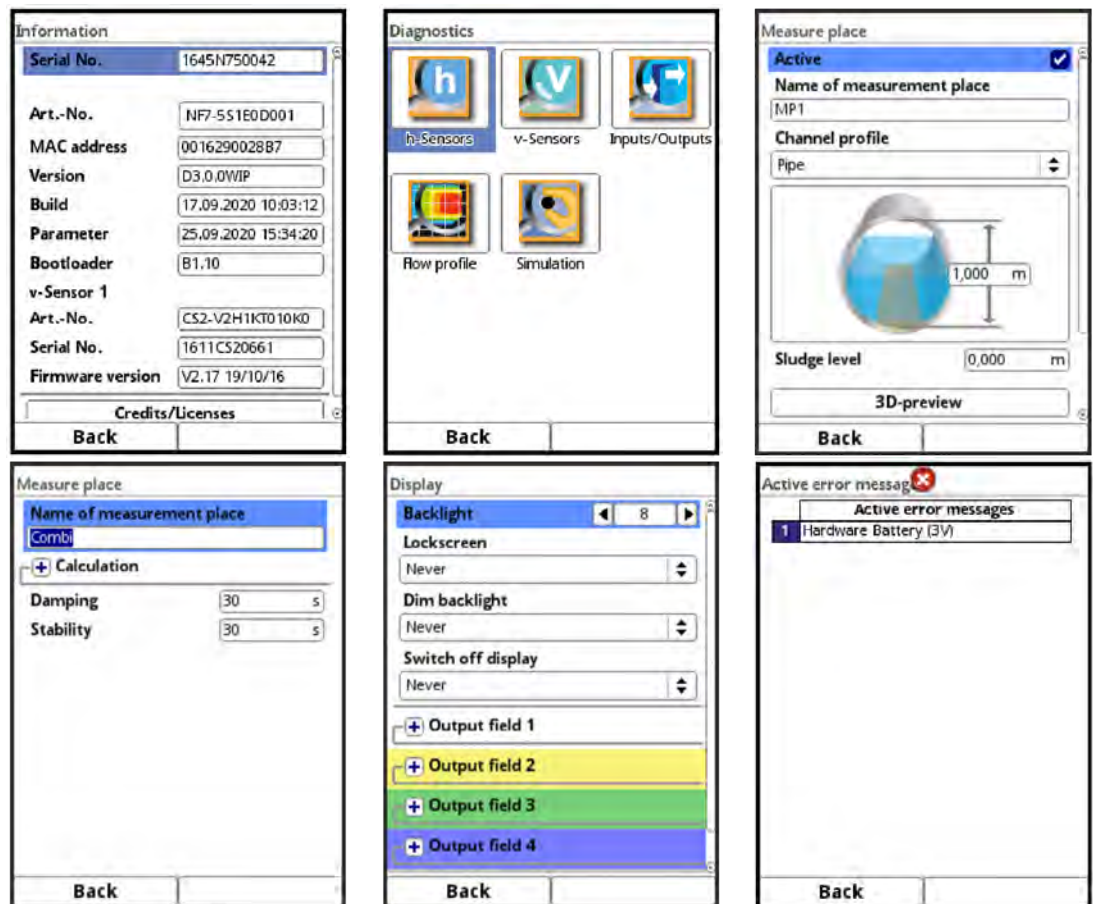 Information
Serial No. 1645N750042
Art.-No. NF7-5S1E0D001
MAC address 0016290028B7
Version D3.0.0WIP
Build 17.09.2020 10:03:12
Parameter 25.09.2020 15:34:20
Bootloader B1.10
v-Sensor 1
Art.-No. CS2-V2H1KT010K0
Serial No. 1611CS20661
Firmware version V2.17 19/10/16
Credits/Licenses
Back
Diagnostics
h
V
h-Sensors v-Sensors Inputs/Outputs
Flow profile Simulation
Back
Measure place
Active
Name of measurement place
MP1
Channel profile
Pipe
1,000 m
Sludge level 0,000 m
3D-preview
Back
Measure place
Name of measurement place
Combi
+ Calculation
Damping 30 s
Stability 30 s
Back
Display
Backlight 8
Lockscreen
Never
Dim backlight
Never
Switch off display
Never
+ Output field 1
+ Output field 2
+ Output field 3
+ Output field 4
Back
Active error messag
Active error messages
1 Hardware Battery (3V)
Back